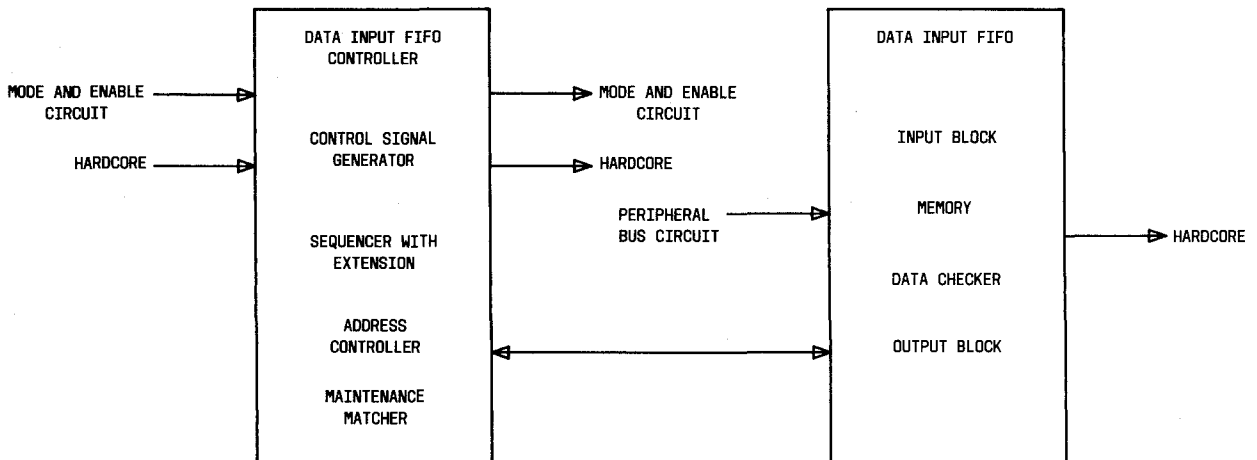 DATA INPUT FIFO
CONTROLLER
MODE AND ENABLE
CIRCUIT
HARDCORE
CONTROL SIGNAL
GENERATOR
SEQUENCER WITH
EXTENSION
ADDRESS
CONTROLLER
MAINTENANCE
MATCHER
MODE AND ENABLE
CIRCUIT
HARDCORE
PERIPHERAL
BUS CIRCUIT
DATA INPUT FIFO
INPUT BLOCK
MEMORY
DATA CHECKER
OUTPUT BLOCK
HARDCORE